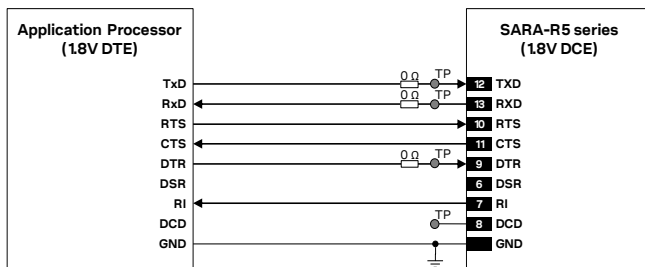 Application Processor
(1.8V DTE)
SARA-R5 series
(1.8V DCE)
TxD 0 Ω TP 12 TXD
RxD 0 Ω TP 13 RXD
RTS 10 RTS
CTS 11 CTS
DTR 0 Ω TP 9 DTR
DSR 6 DSR
RI 7 RI
DCD TP 8 DCD
GND GND